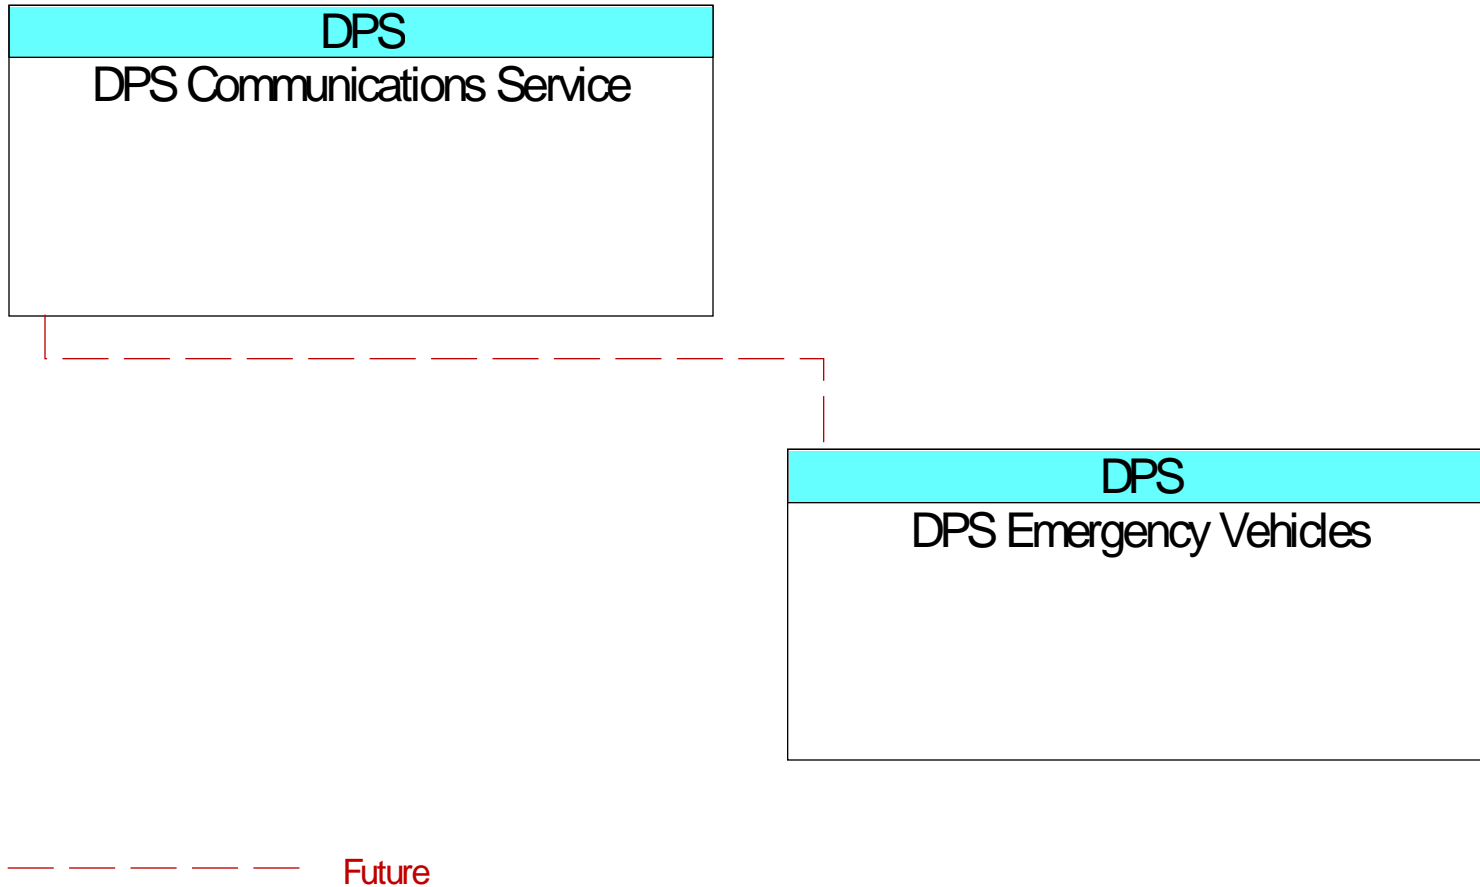 DPS
DPS Communications Service
DPS
DPS Emergency Vehicles
Future